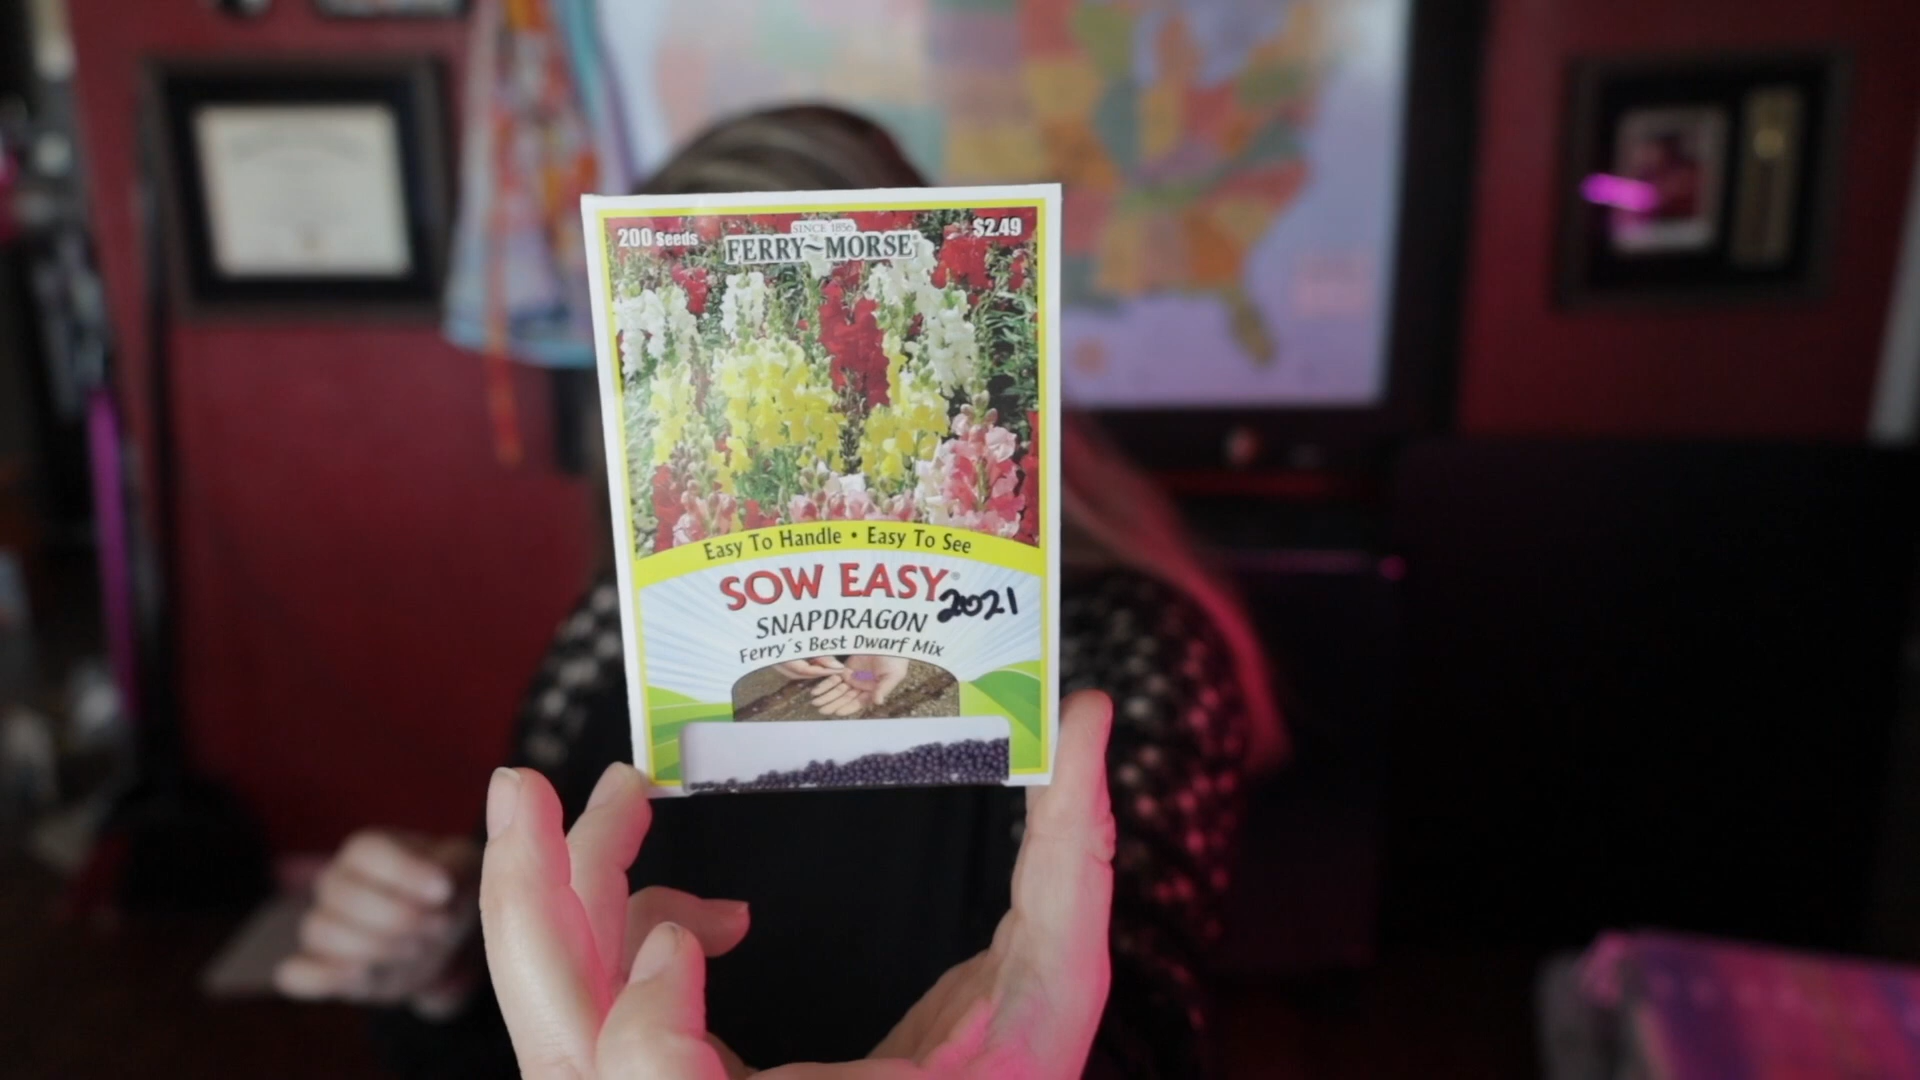 200 Seeds
SINCE 1856
$2.49
FERRY~MORSE
Easy To Handle • Easy To See
SOW EASY®
2021
SNAPDRAGON
Ferry´s Best Dwarf Mix